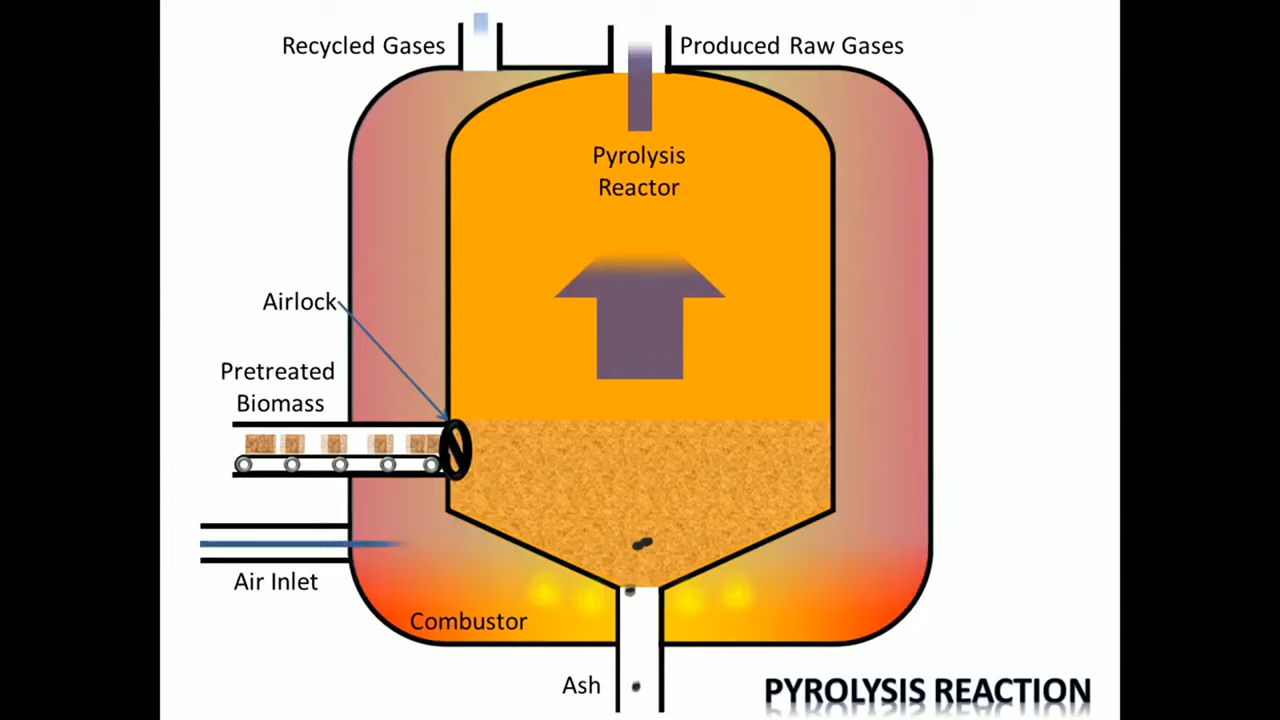 Recycled Gases
Produced Raw Gases
Pyrolysis
Reactor
Airlock
Pretreated
Biomass
Air Inlet
Combustor
Ash
PYROLYSIS REACTION